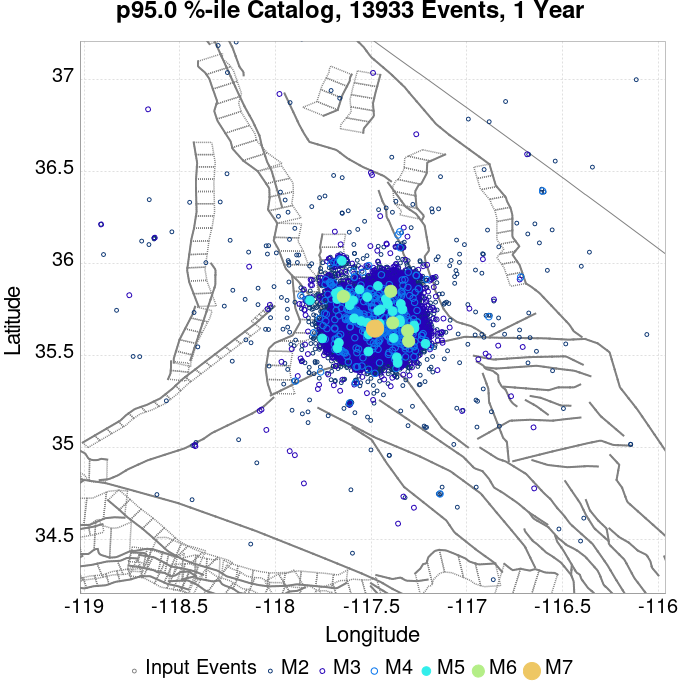 p95.0 %-ile Catalog, 13933 Events, 1 Year
37
36.5
36
35.5
35
34.5
Latitude
-119 -118.5 -118 -117.5 -117 -116.5 -116
Longitude
Input Events M2 M3 M4 M5 M6 M7